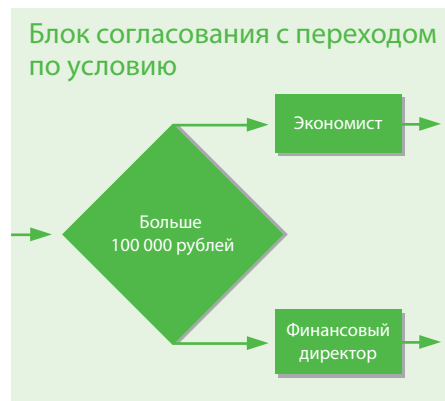 Блок согласования с переходом
по условию
Экономист
Больше
100 000 рублей
Финансовый
директор